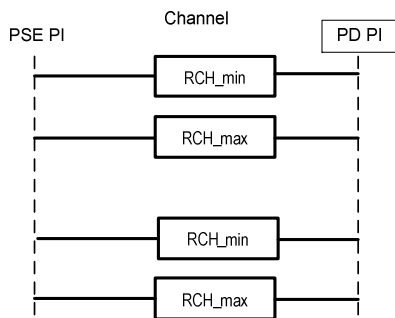 Channel
PSE PI
PD PI
RCH_min
RCH_max
RCH_min
RCH_max